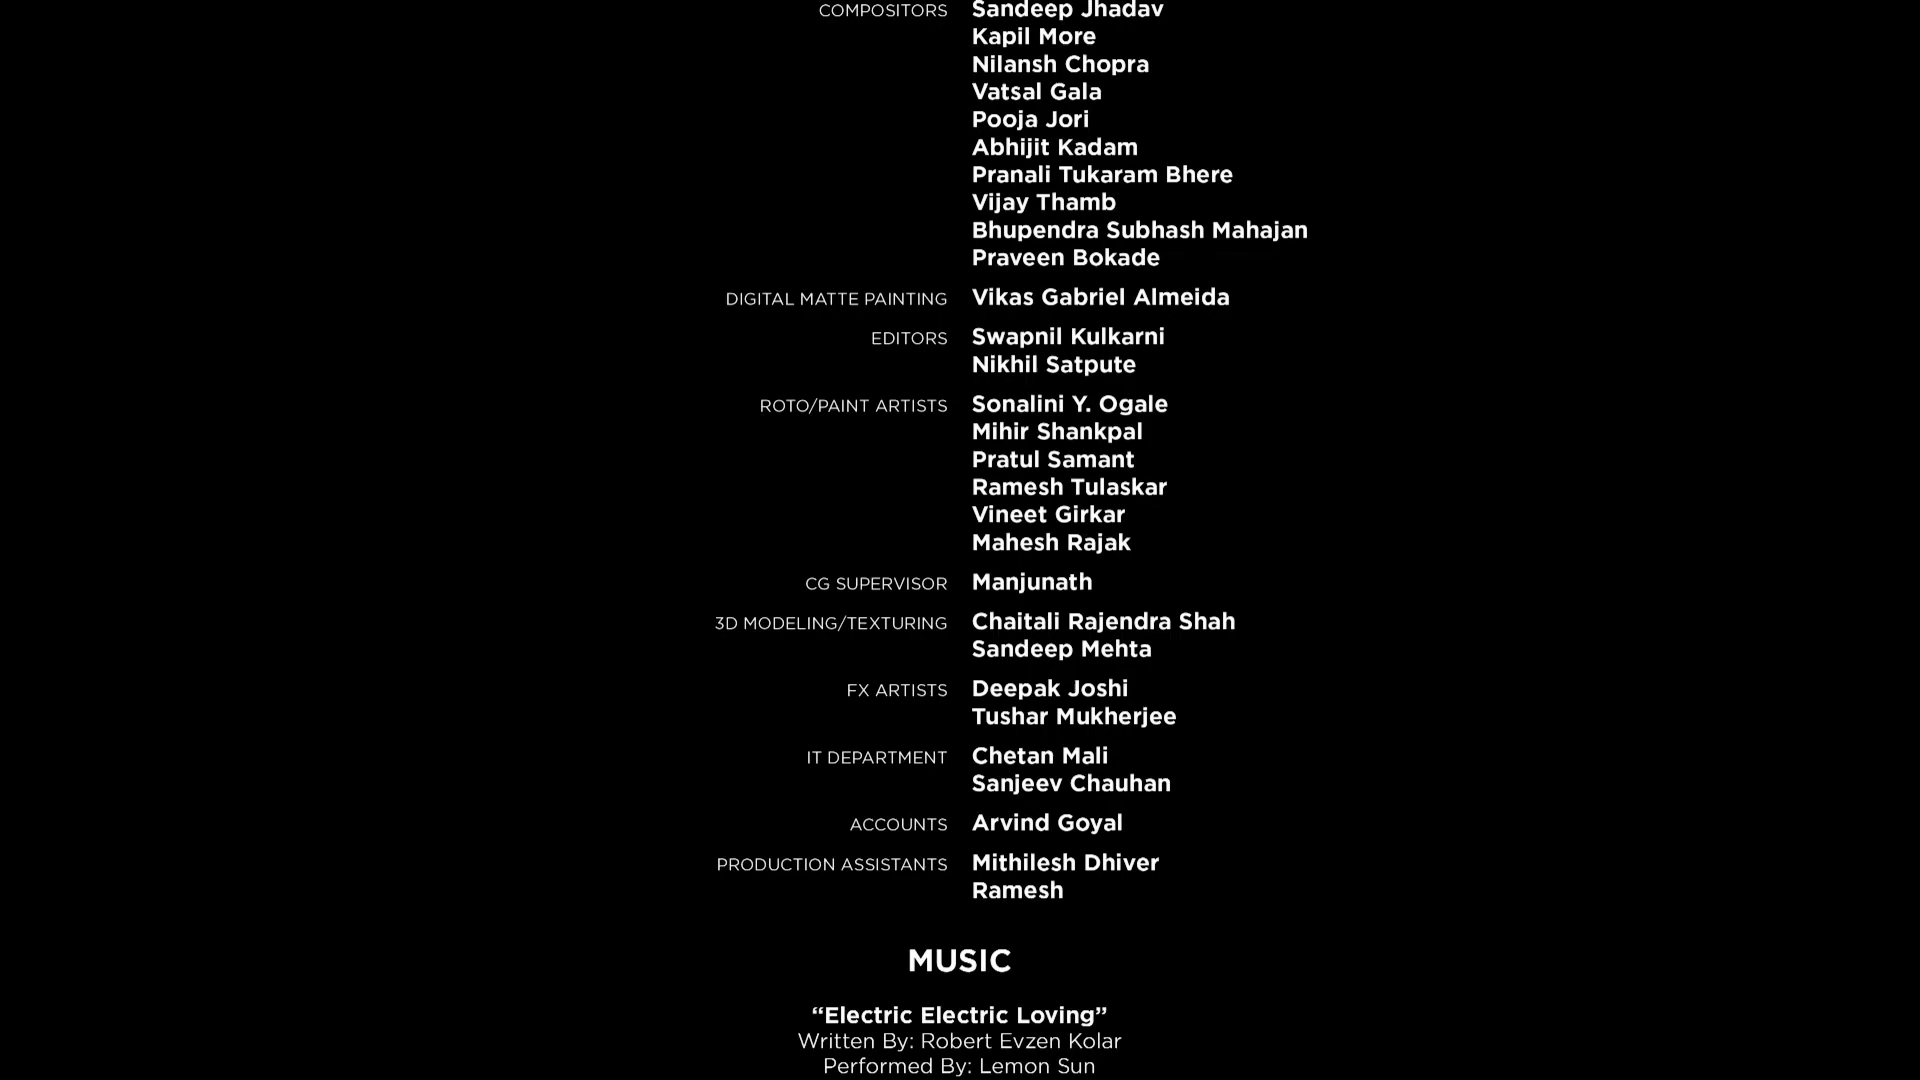 COMPOSITORS Sandeep Jhadav
Kapil More
Nilansh Chopra
Vatsal Gala
Pooja Jori
Abhijit Kadam
Pranali Tukaram Bhere
Vijay Thamb
Bhupendra Subhash Mahajan
Praveen Bokade
DIGITAL MATTE PAINTING Vikas Gabriel Almeida
EDITORS Swapnil Kulkarni
Nikhil Satpute
ROTO/PAINT ARTISTS Sonalini Y. Ogale
Mihir Shankpal
Pratul Samant
Ramesh Tulaskar
Vineet Girkar
Mahesh Rajak
CG SUPERVISOR Manjunath
3D MODELING/TEXTURING Chaitali Rajendra Shah
Sandeep Mehta
FX ARTISTS Deepak Joshi
Tushar Mukherjee
IT DEPARTMENT Chetan Mali
Sanjeev Chauhan
ACCOUNTS Arvind Goyal
PRODUCTION ASSISTANTS Mithilesh Dhiver
Ramesh
MUSIC
“Electric Electric Loving”
Written By: Robert Evzen Kolar
Performed By: Lemon Sun